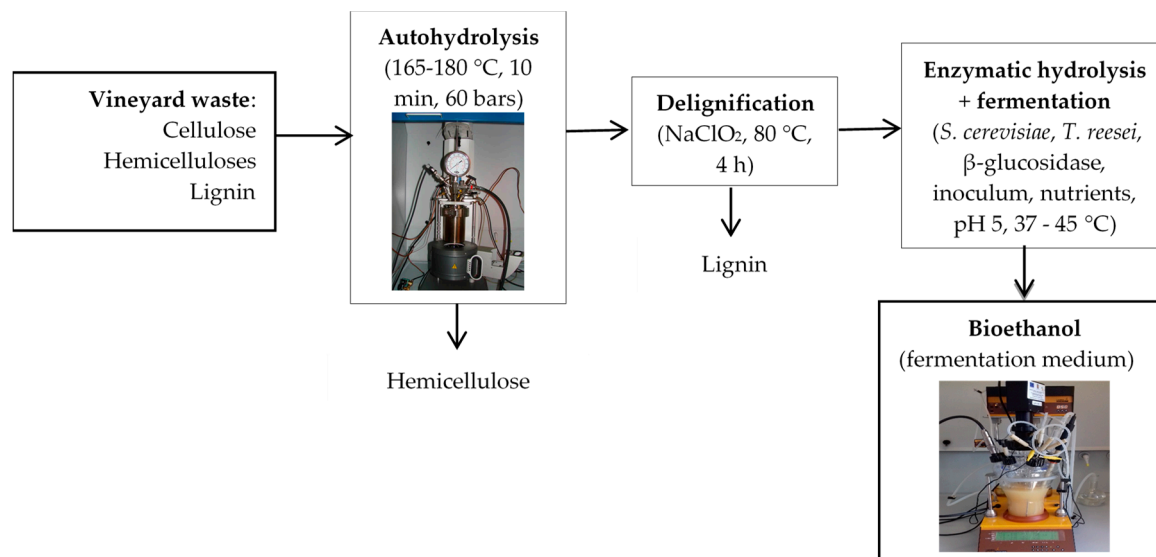 Vineyard waste:
Cellulose
Hemicelluloses
Lignin
Autohydrolysis
(165-180 °C, 10
min, 60 bars)
Hemicellulose
Delignification
(NaClO₂, 80 °C,
4 h)
Lignin
Enzymatic hydrolysis
+ fermentation
(S. cerevisiae, T. reesei,
β-glucosidase,
inoculum, nutrients,
pH 5, 37 - 45 °C)
Bioethanol
(fermentation medium)